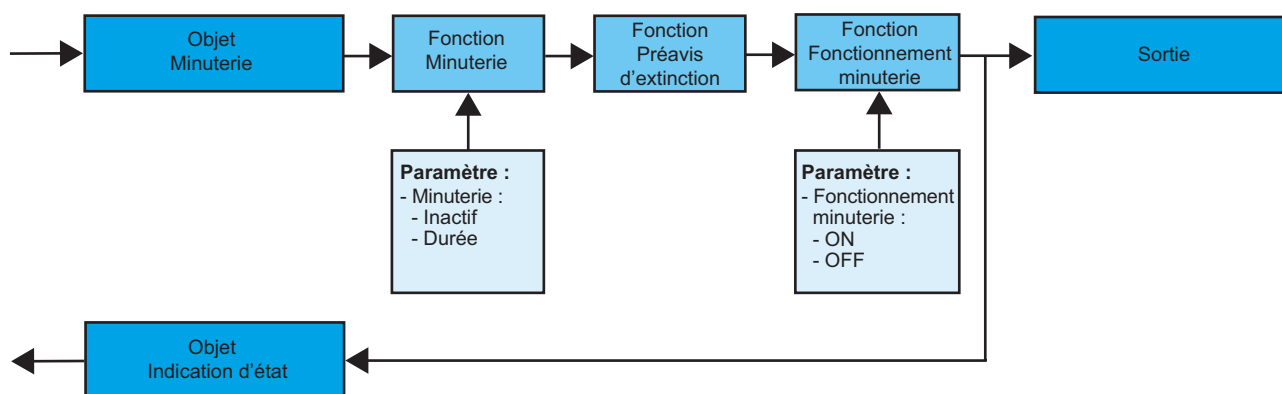 Objet
Minuterie
Fonction
Minuterie
Fonction
Préavis
d’extinction
Fonction
Fonctionnement
minuterie
Sortie
Paramètre :
- Minuterie :
- Inactif
- Durée
Paramètre :
- Fonctionnement
minuterie :
- ON
- OFF
Objet
Indication d’état